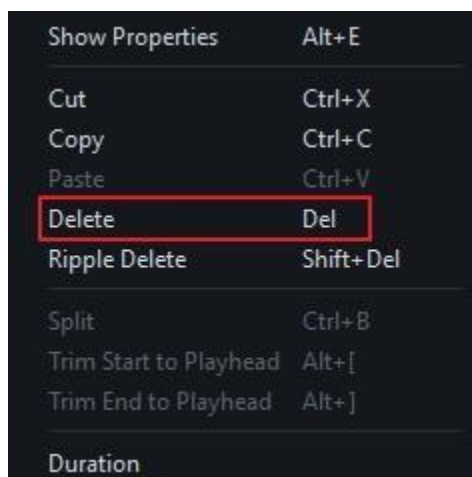 Show Properties Alt+E
Cut Ctrl+X
Copy Ctrl+C
Paste Ctrl+V
Delete Del
Ripple Delete Shift+Del
Split Ctrl+B
Trim Start to Playhead Alt+[
Trim End to Playhead Alt+]
Duration